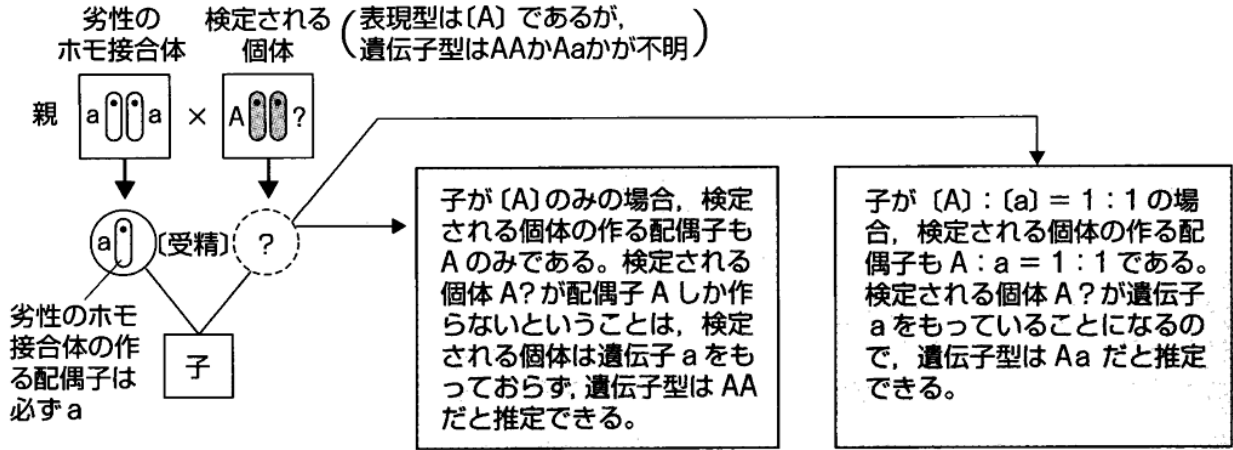 劣性の
ホモ接合体
検定される
個体
(表現型は〔A〕であるが,
遺伝子型はAAかAaかが不明)
親
a a × A ?
a 〔受精〕 ?
劣性のホモ
接合体の作
る配偶子は
必ずa
子
子が〔A〕のみの場合,検定
される個体の作る配偶子も
Aのみである。検定される
個体A?が配偶子Aしか作
らないということは,検定
される個体は遺伝子aをも
っておらず,遺伝子型はAA
だと推定できる。
子が〔A〕:〔a〕=1:1の場
合,検定される個体の作る配
偶子もA:a=1:1である。
検定される個体A?が遺伝子
aをもっていることになるの
で,遺伝子型はAaだと推定
できる。